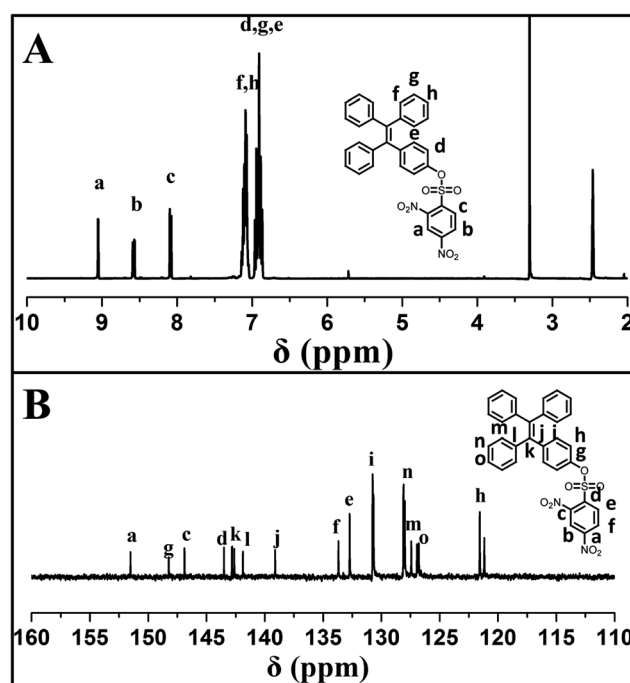 A
d,g,e
f,h
a
b
c
g
f
h
e
d
O
O=S=O
O₂N
c
a
b
NO₂
10 9 8 7 6 5 4 3 2
δ (ppm)
B
a
g
c
d
k
l
j
f
e
i
n
m
o
h
m
n
l
j
i
h
o
k
g
O
O=S=O
d
O₂N
e
c
f
b
a
NO₂
160 155 150 145 140 135 130 125 120 115 110
δ (ppm)